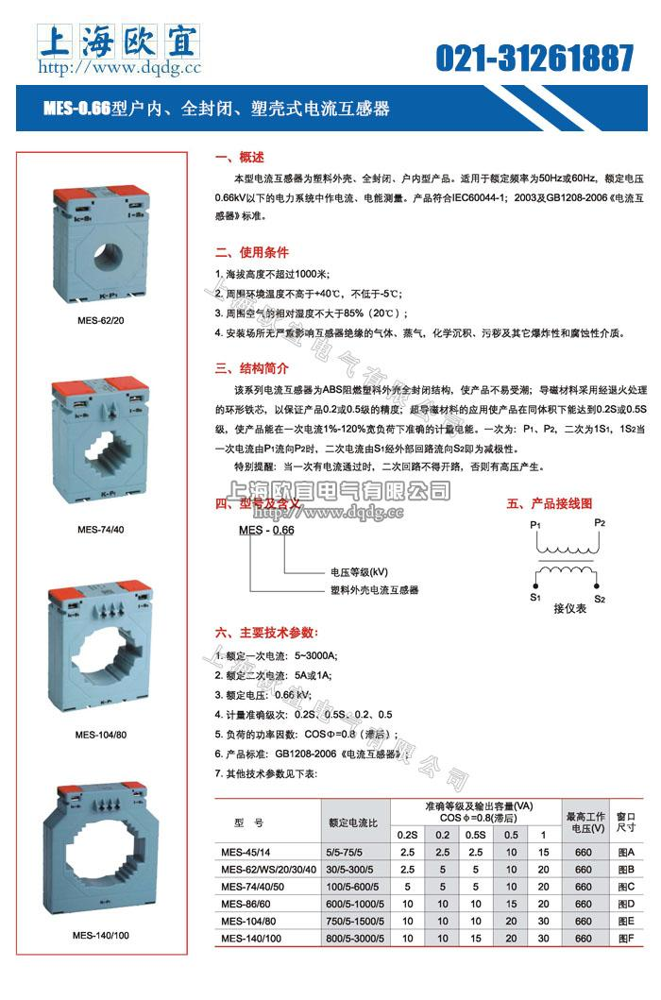 上海欧宜
http://www.dqdg.cc
021-31261887
MES-0.66型户内、全封闭、塑壳式电流互感器
MES-62/20
MES-74/40
MES-104/80
MES-140/100
一、概述
本型电流互感器为塑料外壳、全封闭、户内型产品。适用于额定频率为50Hz或60Hz，额定电压
0.66kV以下的电力系统中作电流、电能测量。产品符合IEC60044-1；2003及GB1208-2006《电流互
感器》标准。
二、使用条件
1. 海拔高度不超过1000米；
2. 周围环境温度不高于+40℃，不低于-5℃；
3. 周围空气的相对湿度不大于85%（20℃）；
4. 安装场所无严重影响互感器绝缘的气体、蒸气，化学沉积、污秽及其它爆炸性和腐蚀性介质。
三、结构简介
该系列电流互感器为ABS阻燃塑料外壳全封闭结构，使产品不易受潮；导磁材料采用经退火处理
的环形铁芯，以保证产品0.2或0.5级的精度；超导磁材料的应用使产品在同体积下能达到0.2S或0.5S
级，使产品能在一次电流1%-120%宽负荷下准确的计量电能。一次为：P1、P2，二次为1S1，1S2当
一次电流由P1流向P2时，二次电流由S1经外部回路流向S2即为减极性。
特别提醒：当一次有电流通过时，二次回路不得开路，否则有高压产生。
四、型号及含义
MES - 0.66
电压等级(kV)
塑料外壳电流互感器
五、产品接线图
P1 P2
S1 S2
接仪表
六、主要技术参数：
1. 额定一次电流：5~3000A；
2. 额定二次电流：5A或1A；
3. 额定电压：0.66 kV；
4. 计量准确级次：0.2S、0.5S、0.2、0.5
5. 负荷的功率因数：COSΦ=0.8（滞后）；
6. 产品标准：GB1208-2006《电流互感器》；
7. 其他技术参数见下表：
型 号 额定电流比 准确等级及输出容量(VA) COSΦ=0.8(滞后) 最高工作电压(V) 窗口尺寸
0.2S 0.2 0.5S 0.5 1
MES-45/14 5/5-75/5 2.5 2.5 2.5 10 15 660 图A
MES-62/WS/20/30/40 30/5-300/5 2.5 5 5 10 20 660 图B
MES-74/40/50 100/5-600/5 5 5 5 10 20 660 图C
MES-86/60 600/5-1000/5 10 10 10 15 20 660 图D
MES-104/80 750/5-1500/5 10 10 10 20 30 660 图E
MES-140/100 800/5-3000/5 10 10 15 20 30 660 图F
上海欧宜电气有限公司
上海欧宜电气有限公司
http://www.dqdg.cc
上海欧宜电气有限公司